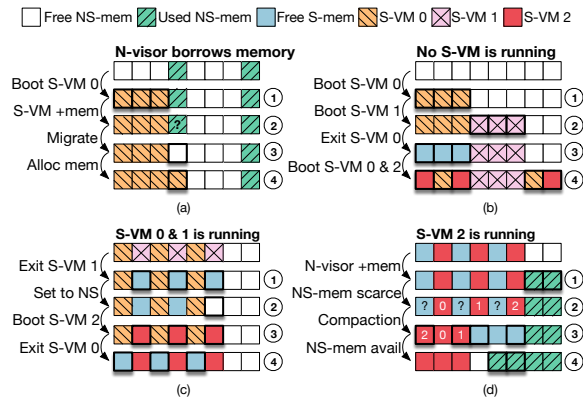 Free NS-mem Used NS-mem Free S-mem S-VM 0 S-VM 1 S-VM 2
N-visor borrows memory
Boot S-VM 0
S-VM +mem
Migrate
Alloc mem
1
? 2
3
4
(a)
No S-VM is running
Boot S-VM 0
Boot S-VM 1
Exit S-VM 0
Boot S-VM 0 & 2
1
2
3
4
(b)
S-VM 0 & 1 is running
Exit S-VM 1
Set to NS
Boot S-VM 2
Exit S-VM 0
1
2
3
4
(c)
S-VM 2 is running
N-visor +mem
NS-mem scarce
Compaction
NS-mem avail
1
? 0 ? 1 ? 2 2
2 0 1 3
4
(d)